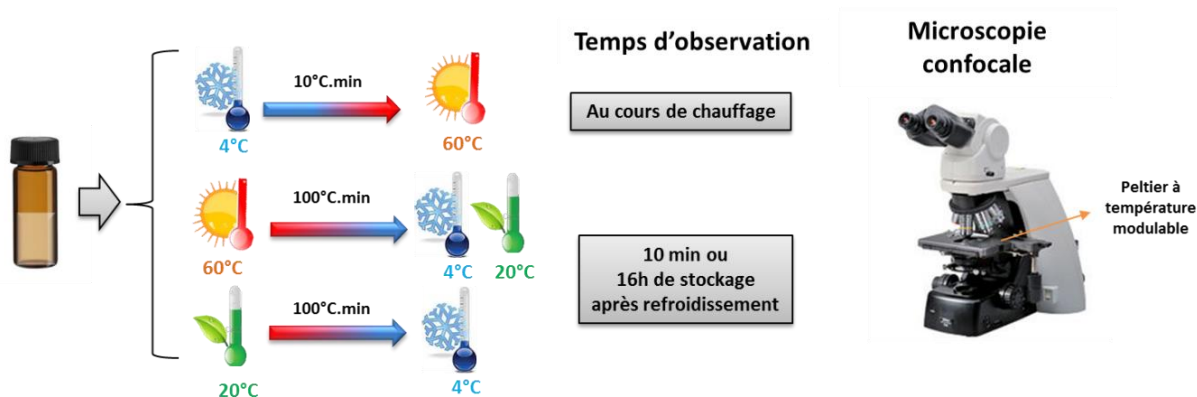 Temps d'observation
Microscopie
confocale
10°C.min
4°C
60°C
Au cours de chauffage
100°C.min
60°C
4°C
20°C
10 min ou
16h de stockage
après refroidissement
Peltier à
température
modulable
100°C.min
20°C
4°C